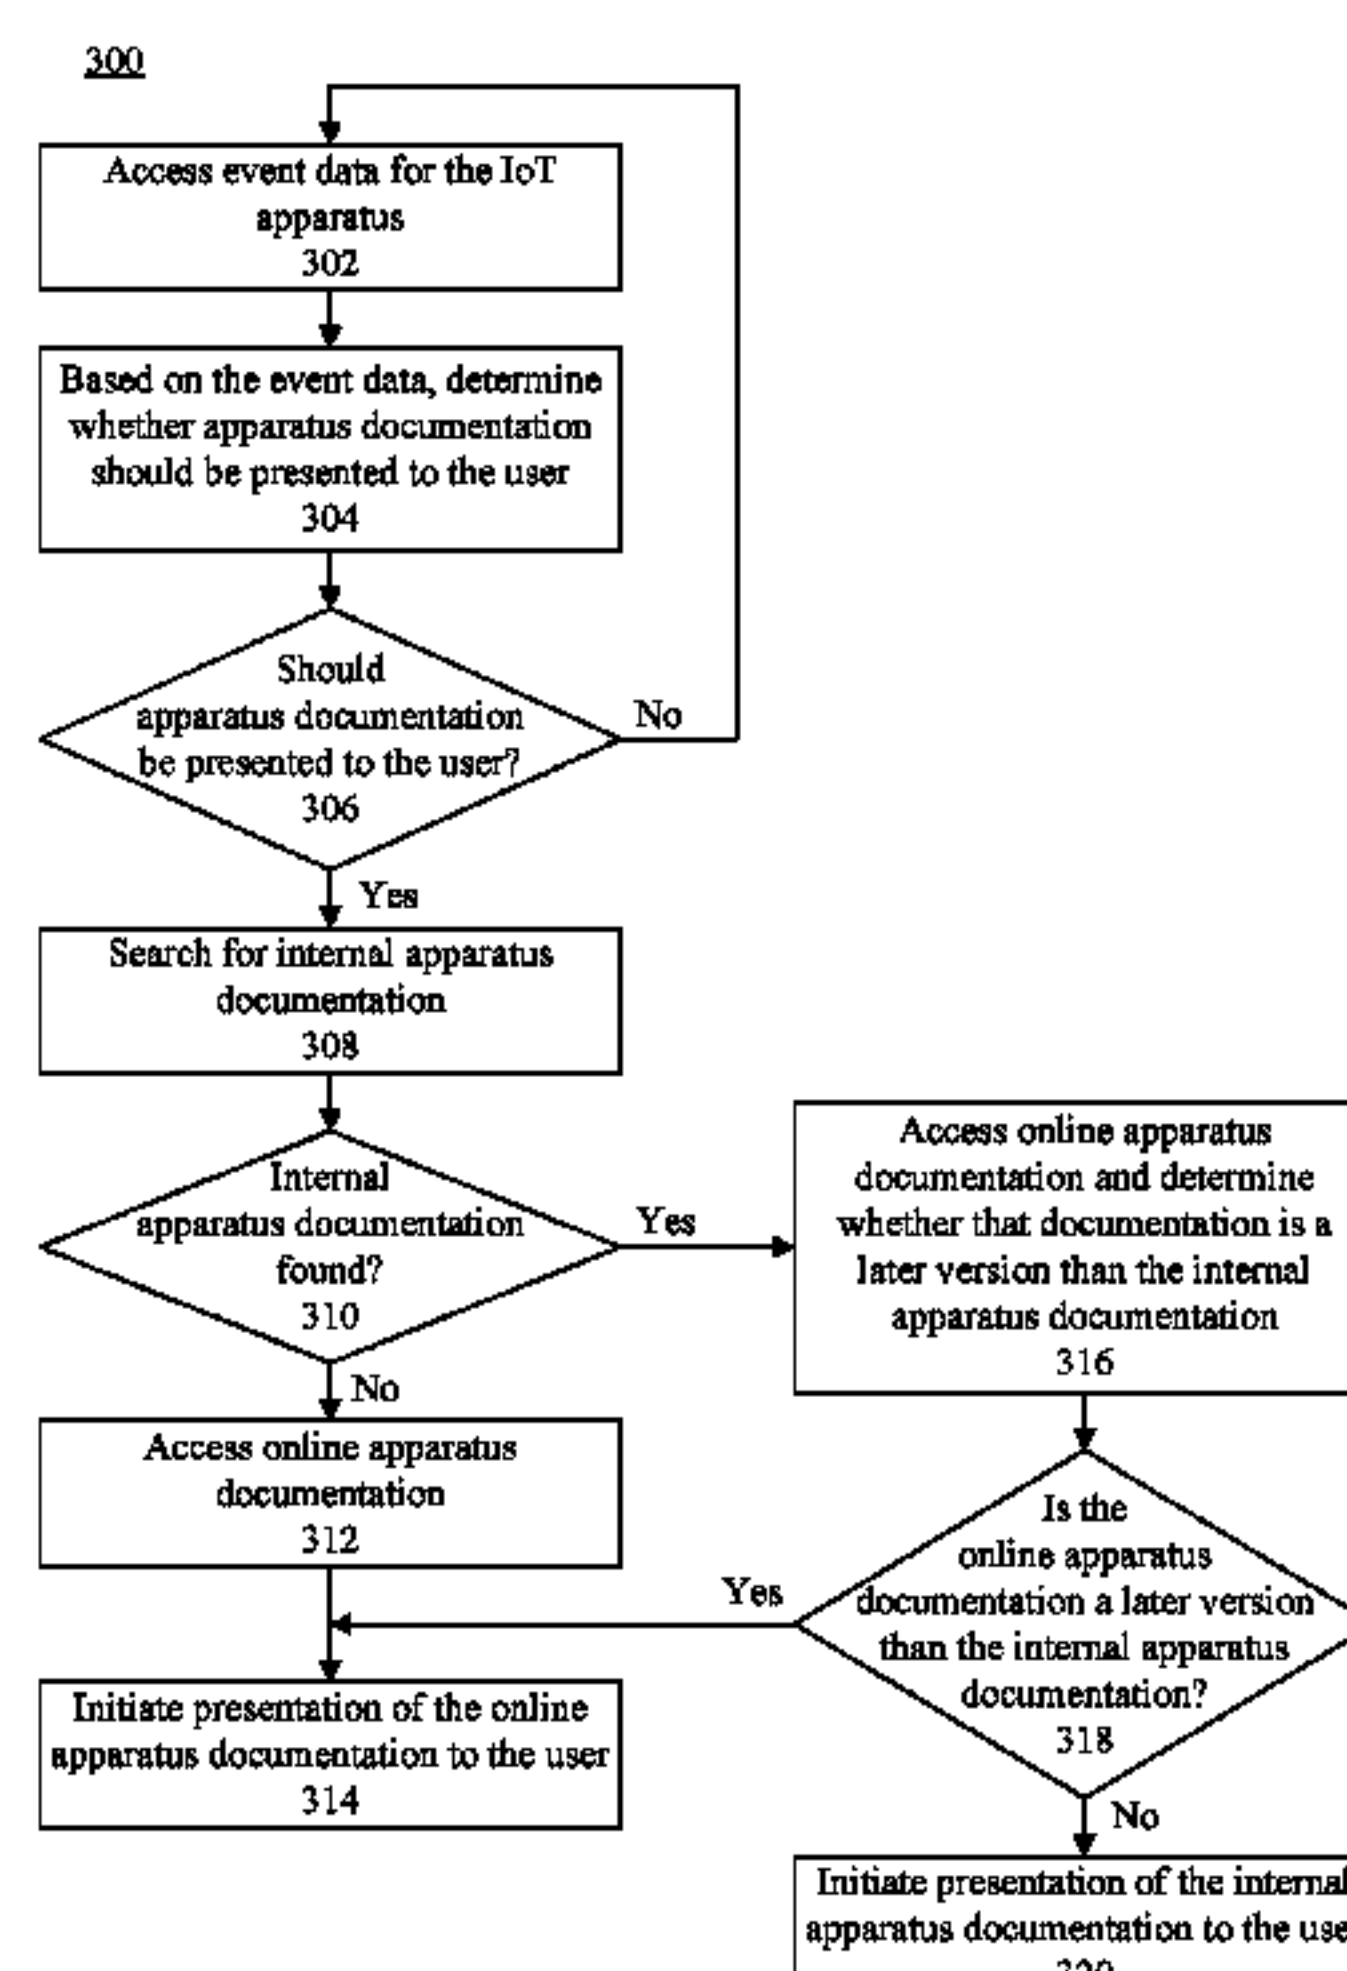 300
Access event data for the IoT
apparatus
302
Based on the event data, determine
whether apparatus documentation
should be presented to the user
304
Should
apparatus documentation
be presented to the user?
306
No
Yes
Search for internal apparatus
documentation
308
Internal
apparatus documentation
found?
310
Yes
No
Access online apparatus
documentation
312
Initiate presentation of the online
apparatus documentation to the user
314
Access online apparatus
documentation and determine
whether that documentation is a
later version than the internal
apparatus documentation
316
Is the
online apparatus
documentation a later version
than the internal apparatus
documentation?
318
Yes
No
Initiate presentation of the internal
apparatus documentation to the